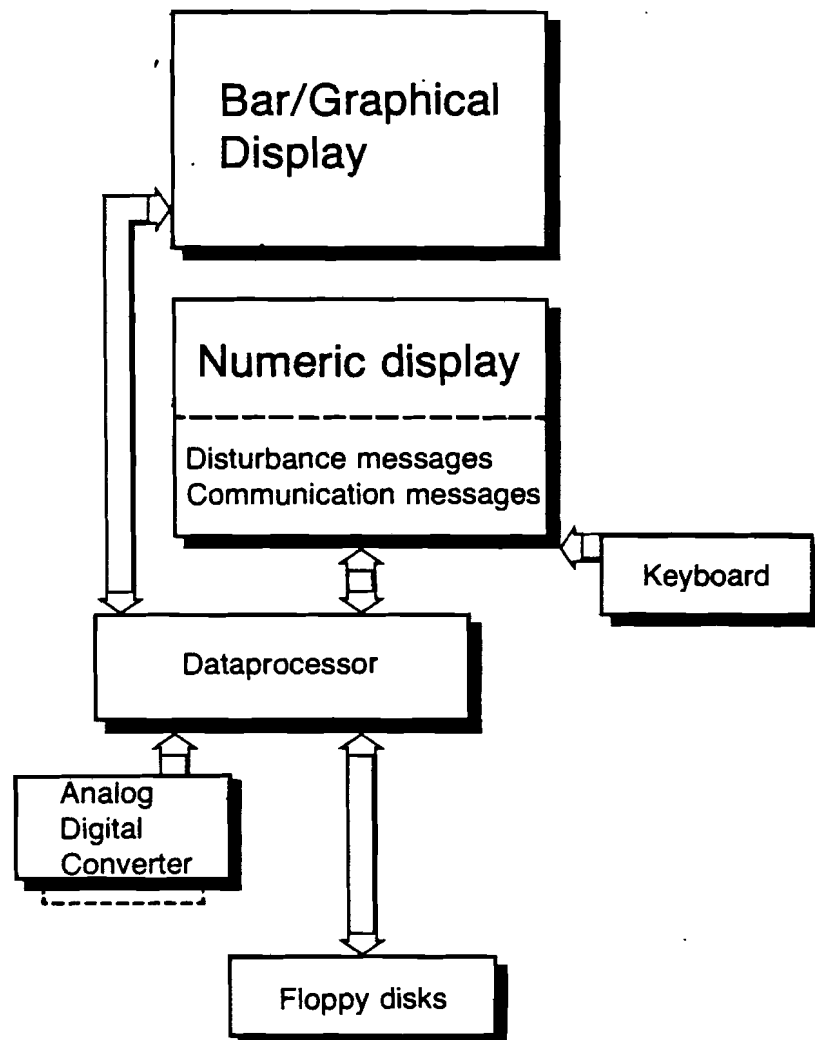 Bar/Graphical
Display
Numeric display
Disturbance messages
Communication messages
Keyboard
Dataprocessor
Analog
Digital
Converter
Floppy disks